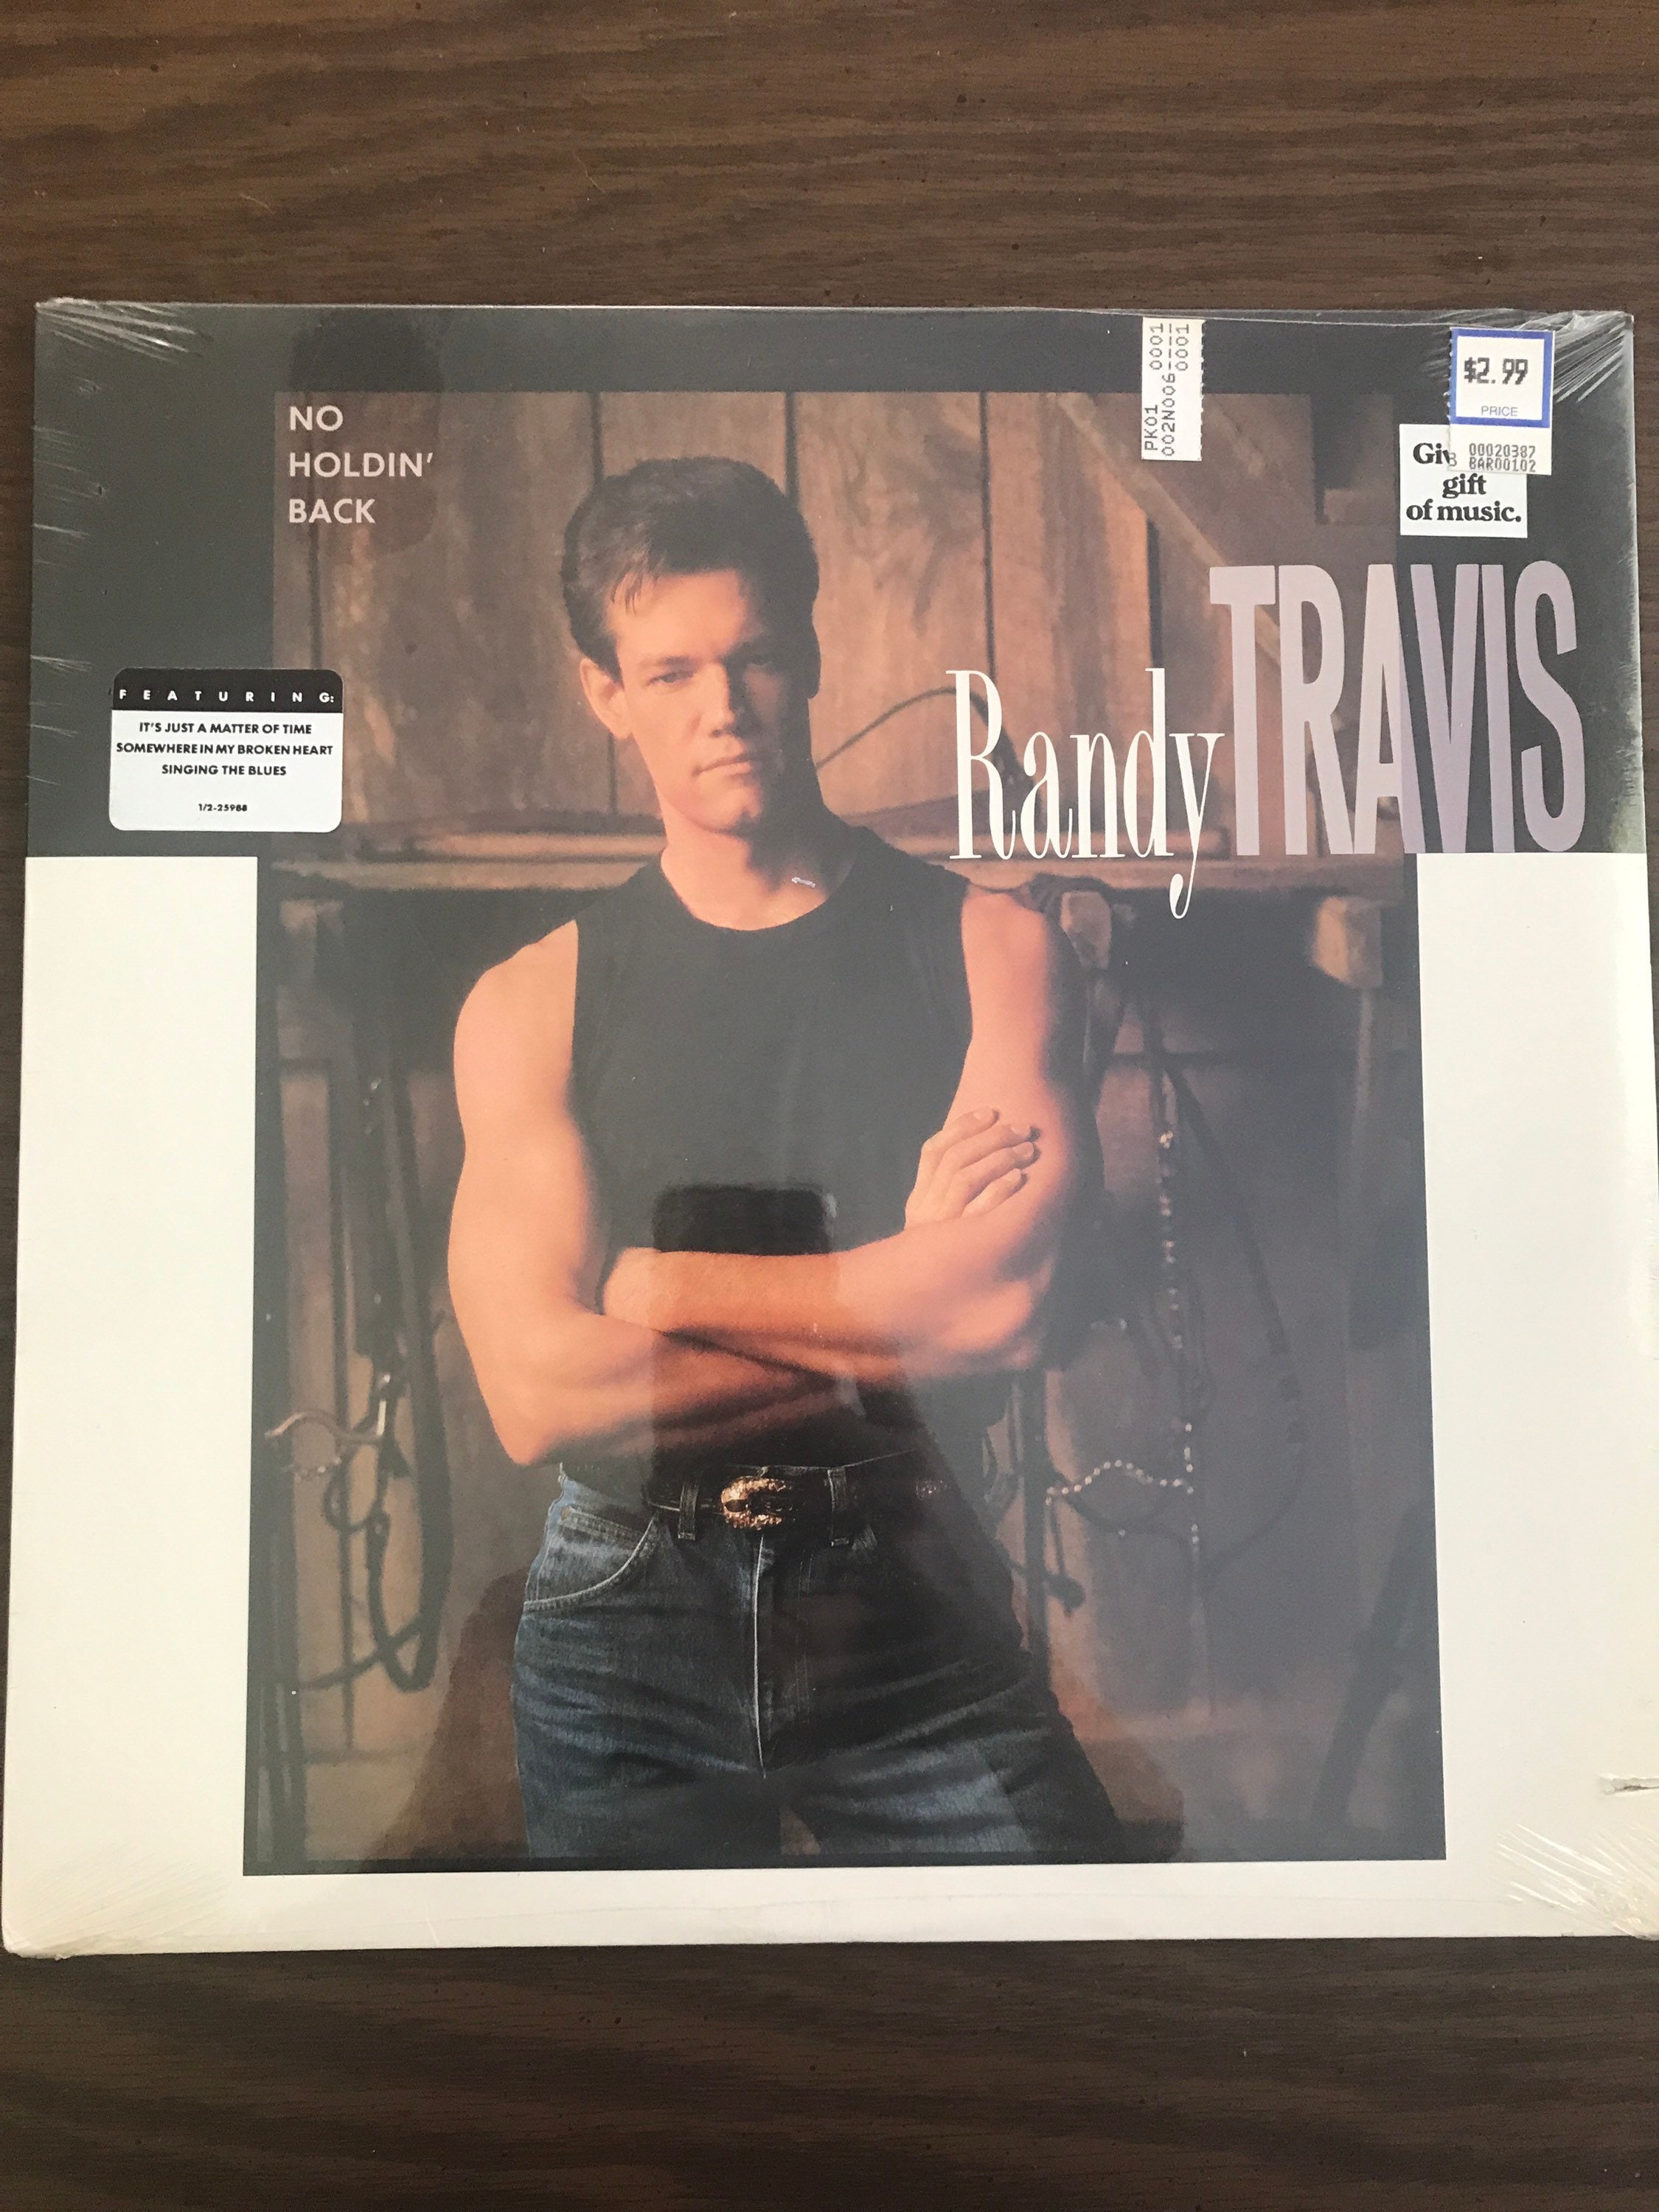 PK01 0001
002N006-III-
0001
$2.99
PRICE
00020387
B BAR00102
Giv
gift
of music.
NO
HOLDIN'
BACK
Randy TRAVIS
FEATURING:
IT'S JUST A MATTER OF TIME
SOMEWHERE IN MY BROKEN HEART
SINGING THE BLUES
1/2-25988